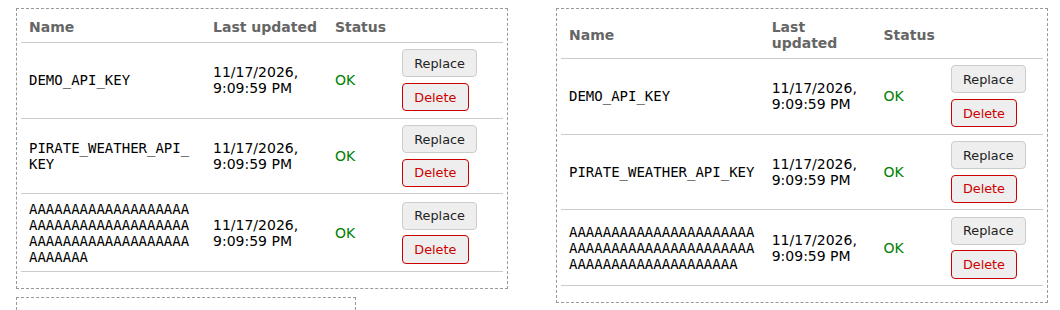 Name Last updated Status
DEMO_API_KEY 11/17/2026, 9:09:59 PM OK Replace Delete
PIRATE_WEATHER_API_
KEY 11/17/2026, 9:09:59 PM OK Replace Delete
AAAAAAAAAAAAAAAAAAA
AAAAAAAAAAAAAAAAAAA
AAAAAAAAAAAAAAAAAAA
AAAAAAA 11/17/2026, 9:09:59 PM OK Replace Delete
Name Last updated Status
DEMO_API_KEY 11/17/2026, 9:09:59 PM OK Replace Delete
PIRATE_WEATHER_API_KEY 11/17/2026, 9:09:59 PM OK Replace Delete
AAAAAAAAAAAAAAAAAAAAAA
AAAAAAAAAAAAAAAAAAAAAA
AAAAAAAAAAAAAAAAAAAA 11/17/2026, 9:09:59 PM OK Replace Delete